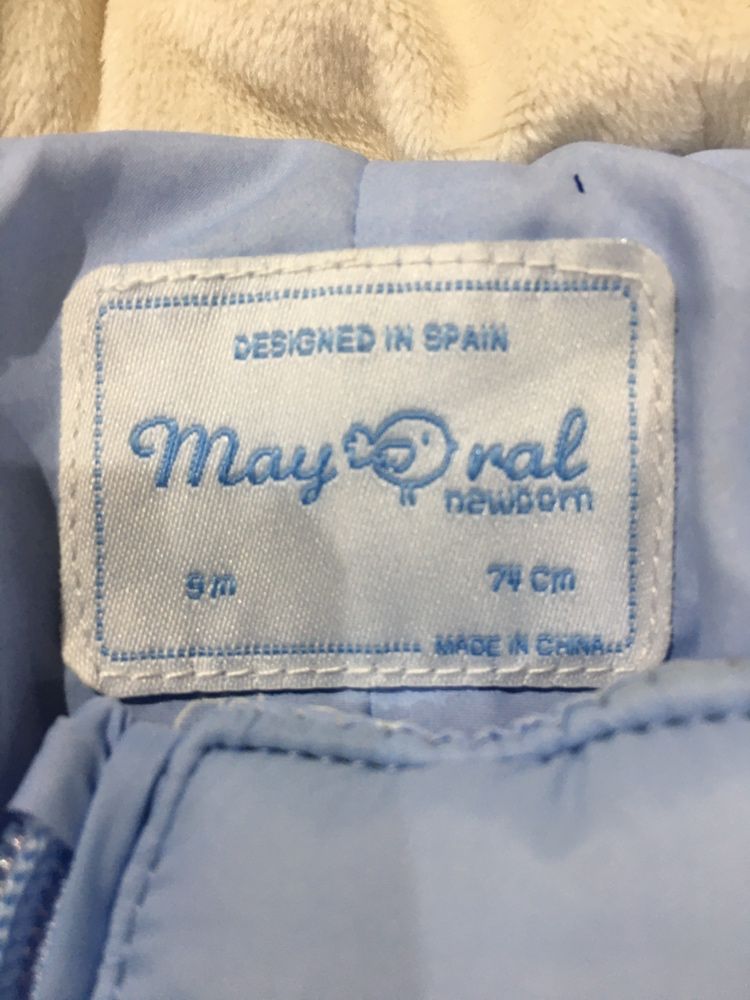 DESIGNED IN SPAIN
Mayoral
newborn
9m 74 cm
MADE IN CHINA